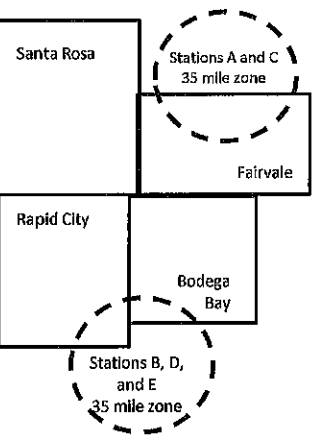 Santa Rosa
Stations A and C
35 mile zone
Fairvale
Rapid City
Bodega
Bay
Stations B, D,
and E
35 mile zone